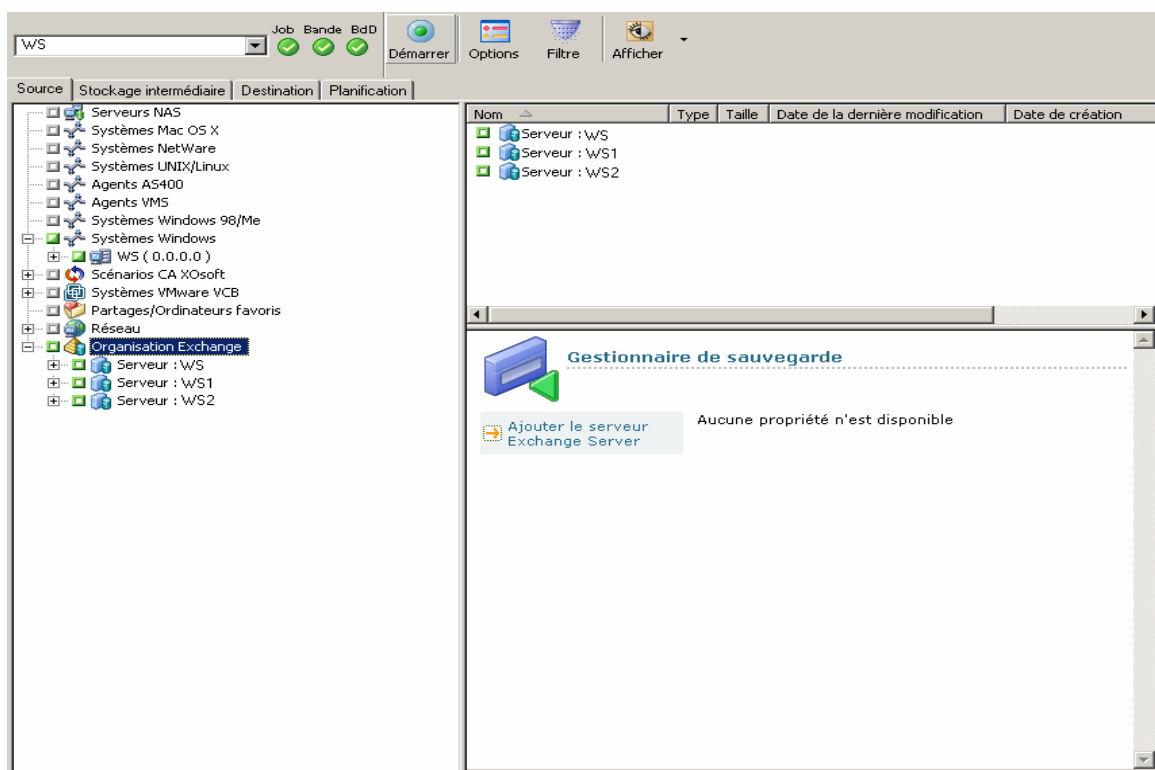 Job Bande BdD
WS
Démarrer
Options
Filtre
Afficher
Source
Stockage intermédiaire
Destination
Planification
Serveurs NAS
Systèmes Mac OS X
Systèmes NetWare
Systèmes UNIX/Linux
Agents AS400
Agents VMS
Systèmes Windows 98/Me
Systèmes Windows
WS ( 0.0.0.0 )
Scénarios CA XOsoft
Systèmes VMware VCB
Partages/Ordinateurs favoris
Réseau
Organisation Exchange
Serveur : WS
Serveur : WS1
Serveur : WS2
Nom
Type
Taille
Date de la dernière modification
Date de création
Serveur : WS
Serveur : WS1
Serveur : WS2
Gestionnaire de sauvegarde
Ajouter le serveur
Exchange Server
Aucune propriété n'est disponible